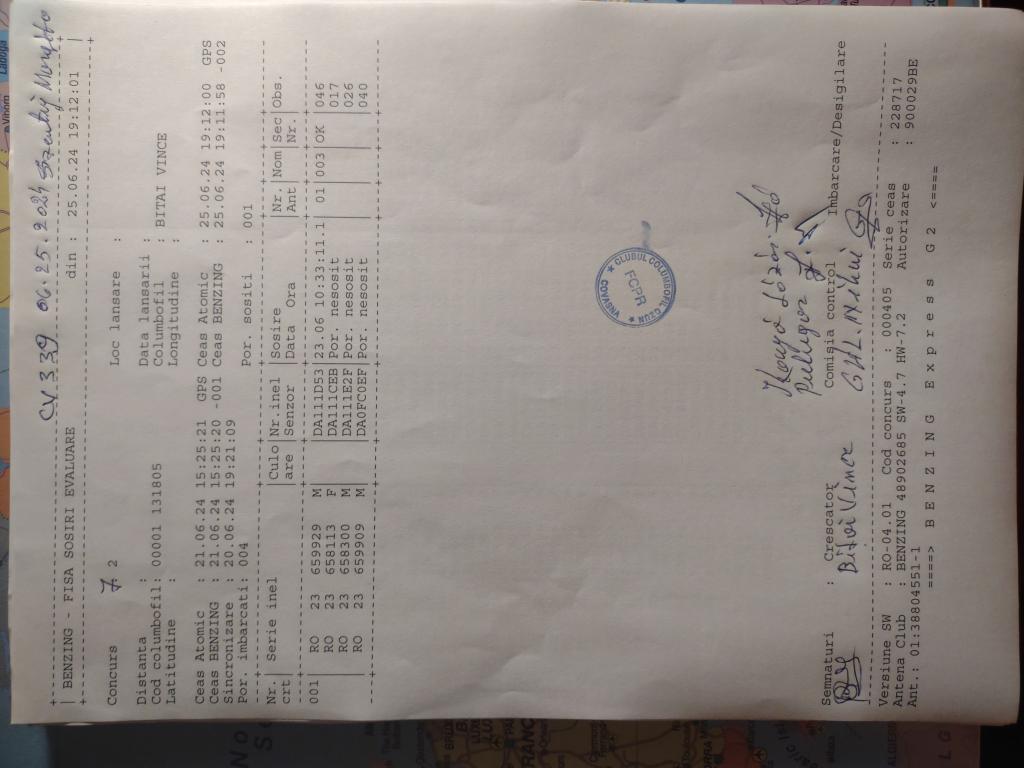 CV 339 06.25.2024
| BENZING - FISA SOSIRI EVALUARE din : 25.06.24 19:12:01 |
Concurs 7. 2 Loc lansare :
Distanta : Data lansarii :
Cod columbofil: 00001 131805 Columbofil : BITAI VINCE
Latitudine : Longitudine :
Ceas Atomic : 21.06.24 15:25:21 GPS Ceas Atomic : 25.06.24 19:12:00 GPS
Ceas BENZING : 21.06.24 15:25:20 -001 Ceas BENZING : 25.06.24 19:11:58 -002
Sincronizare : 20.06.24 19:21:09
Por. imbarcati: 004 Por. sositi : 001
Nr.| Serie inel |Culo|Nr.inel |Sosire |Nr.|Nom|Sec|Obs.
crt| |are |Senzor |Data Ora |Ant| |Nr.|
001| RO 23 659929 M| |DA111D53|23.06 10:33:11.1| 01|003|OK |046
| RO 23 658113 F| |DA111CEB|Por. nesosit | | | |017
| RO 23 658300 M| |DA111E2F|Por. nesosit | | | |026
| RO 23 659909 M| |DA0FC0EF|Por. nesosit | | | |040
CLUBUL COLUMBOFIL OZUN
COVASNA
FCPR
Semnaturi : Crescator Comisia control Imbarcare/Desigilare
Bitai Vince
Versiune SW : RO-04.01 Cod concurs : 000405 Serie ceas : 228717
Antena Club : BENZING 48902685 SW-4.7 HW-7.2 Autorizare : 900029BE
Ant.: 01:38804551-1
====> B E N Z I N G E x p r e s s G 2 <====